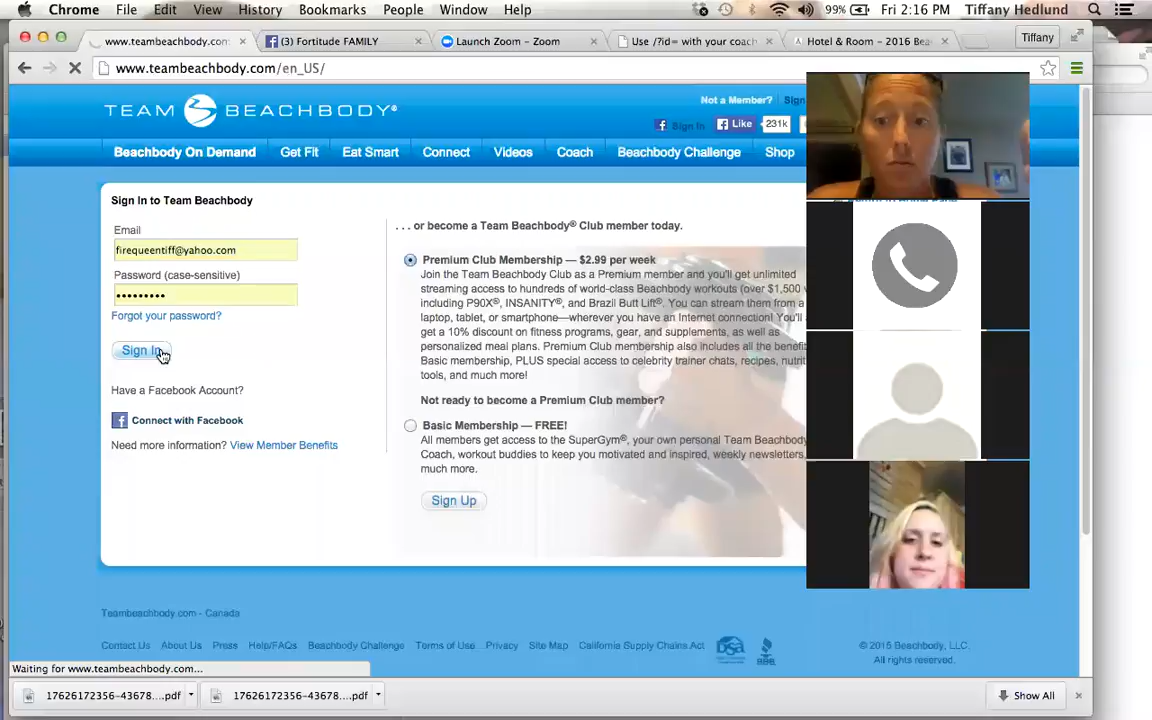 Chrome File Edit View History Bookmarks People Window Help 99% Fri 2:16 PM Tiffany Hedlund
www.teambeachbody.com (3) Fortitude FAMILY Launch Zoom – Zoom Use /?id= with your coach Hotel & Room – 2016 Bea Tiffany
www.teambeachbody.com/en_US/
TEAM BEACHBODY®
Not a Member? Sign
Sign In Like 231k
Beachbody On Demand Get Fit Eat Smart Connect Videos Coach Beachbody Challenge Shop
Sign In to Team Beachbody
Email
firequeentiff@yahoo.com
Password (case-sensitive)
•••••••••
Forgot your password?
Sign In
Have a Facebook Account?
Connect with Facebook
Need more information? View Member Benefits
. . . or become a Team Beachbody® Club member today.
Premium Club Membership — $2.99 per week
Join the Team Beachbody Club as a Premium member and you'll get unlimited
streaming access to hundreds of world-class Beachbody workouts (over $1,500 v
including P90X®, INSANITY®, and Brazil Butt Lift®. You can stream them from a
laptop, tablet, or smartphone—wherever you have an Internet connection! You'll
get a 10% discount on fitness programs, gear, and supplements, as well as
personalized meal plans. Premium Club membership also includes all the benefit
Basic membership, PLUS special access to celebrity trainer chats, recipes, nutri
tools, and much more!
Not ready to become a Premium Club member?
Basic Membership — FREE!
All members get access to the SuperGym®, your own personal Team Beachbody
Coach, workout buddies to keep you motivated and inspired, weekly newsletters,
much more.
Sign Up
Teambeachbody.com - Canada
Contact Us About Us Press Help/FAQs Beachbody Challenge Terms of Use Privacy Site Map California Supply Chains Act
dsa BBB
© 2015 Beachbody, LLC.
All rights reserved.
Waiting for www.teambeachbody.com...
17626172356-43678....pdf 17626172356-43678....pdf Show All